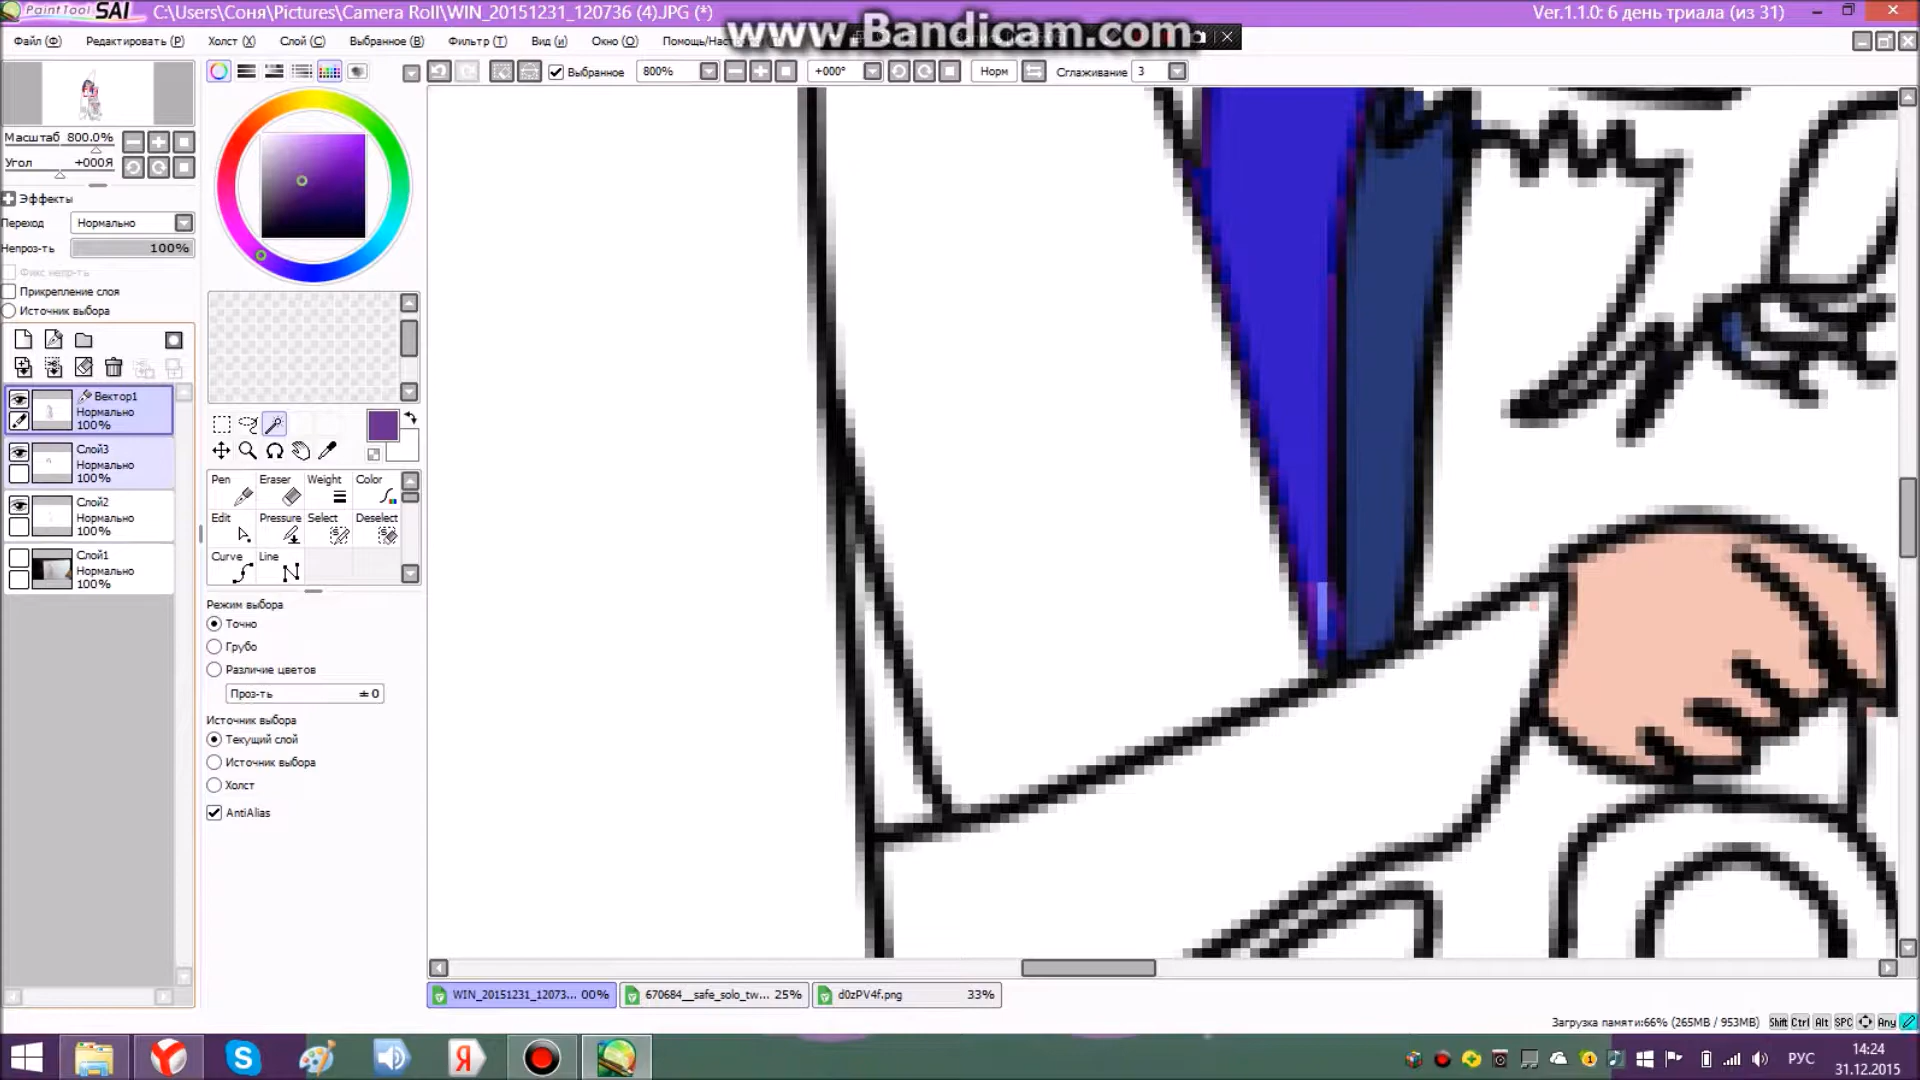 PaintTool SAI C:\Users\Соня\Pictures\Camera Roll\WIN_20151231_120736 (4).JPG (*)
Ver.1.1.0: 6 день триала (из 31)
www.Bandicam.com
Файл (Ф) Редактировать (Р) Холст (X) Слой (C) Выбранное (B) Фильтр (T) Вид (и) Окно (O)
Выбранное 800% +000° Норм Сглаживание 3
Масштаб 800.0%
Угол +000Я
Эффекты
Переход Нормально
Непроз-ть 100%
Фикс непр-ть
Прикрепление слоя
Источник выбора
Вектор1
Нормально
100%
Слой3
Нормально
100%
Слой2
Нормально
100%
Слой1
Нормально
100%
Pen Eraser Weight Color
Edit Pressure Select Deselect
Curve Line
Режим выбора
Точно
Грубо
Различие цветов
Проз-ть ±0
Источник выбора
Текущий слой
Источник выбора
Холст
AntiAlias
WIN_20151231_12073... 00% 670684__safe_solo_tw... 25% d0zPV4f.png 33%
Загрузка памяти:66% (265MB / 953MB) Shift Ctrl Alt SPC Any
РУС
14:24
31.12.2015